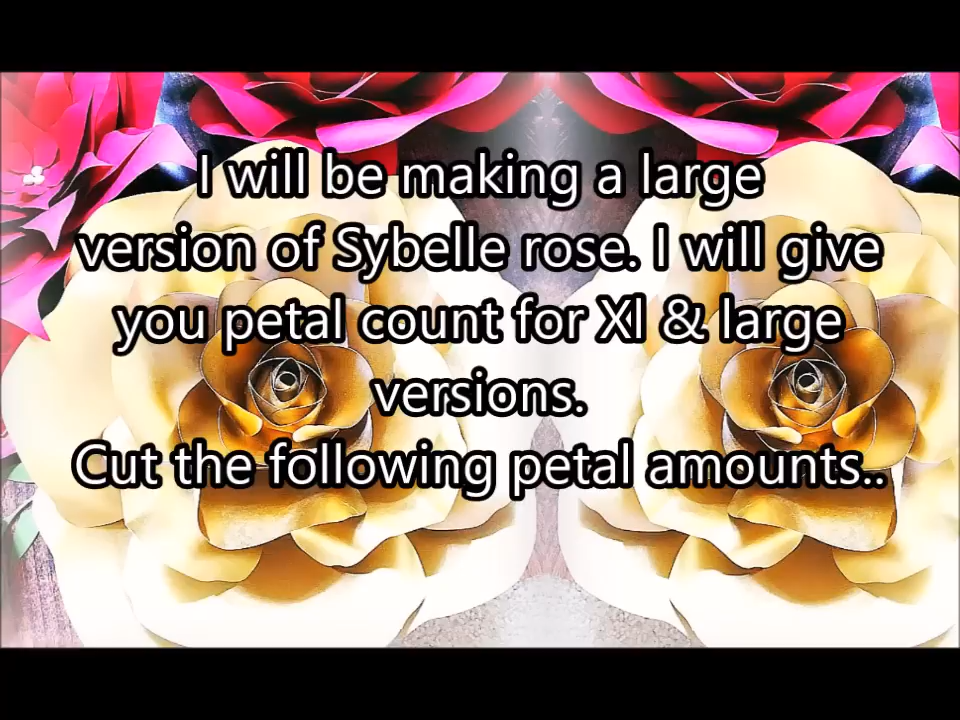 I will be making a large
version of Sybelle rose. I will give
you petal count for Xl & large
versions.
Cut the following petal amounts..